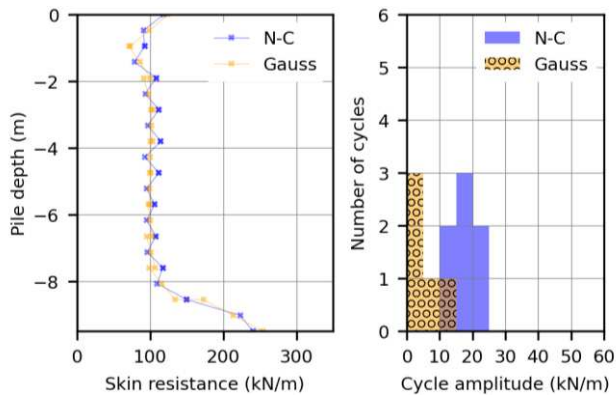 0
−2
−4
−6
−8
Pile depth (m)
0
100
200
300
Skin resistance (kN/m)
N-C
Gauss
6
5
4
3
2
1
0
Number of cycles
0 10 20 30 40 50 60
Cycle amplitude (kN/m)
N-C
Gauss